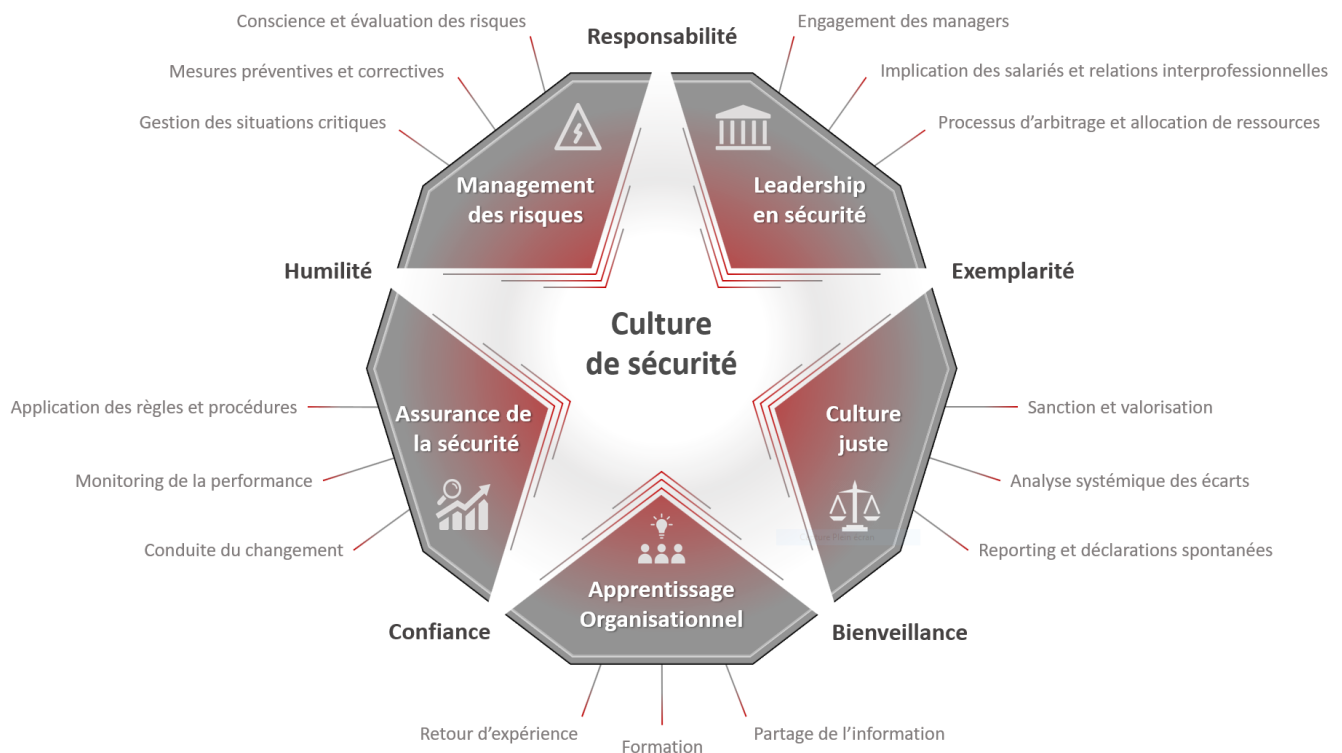 Conscience et évaluation des risques
Mesures préventives et correctives
Gestion des situations critiques
Responsabilité
Engagement des managers
Implication des salariés et relations interprofessionnelles
Processus d'arbitrage et allocation de ressources
Management
des risques
Leadership
en sécurité
Humilité
Exemplarité
Culture
de sécurité
Application des règles et procédures
Monitoring de la performance
Conduite du changement
Assurance de
la sécurité
Culture
juste
Sanction et valorisation
Analyse systémique des écarts
Reporting et déclarations spontanées
Apprentissage
Organisationnel
Confiance
Bienveillance
Retour d'expérience
Formation
Partage de l'information